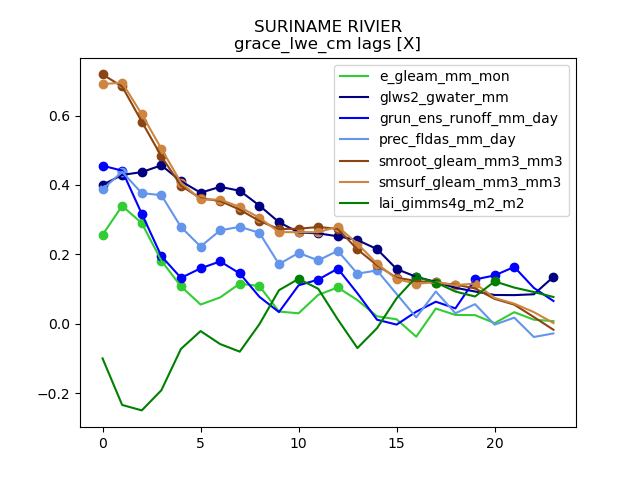 SURINAME RIVIER
grace_lwe_cm lags [X]
e_gleam_mm_mon
glws2_gwater_mm
grun_ens_runoff_mm_day
prec_fldas_mm_day
smroot_gleam_mm3_mm3
smsurf_gleam_mm3_mm3
lai_gimms4g_m2_m2
0.6
0.4
0.2
0.0
−0.2
0 5 10 15 20